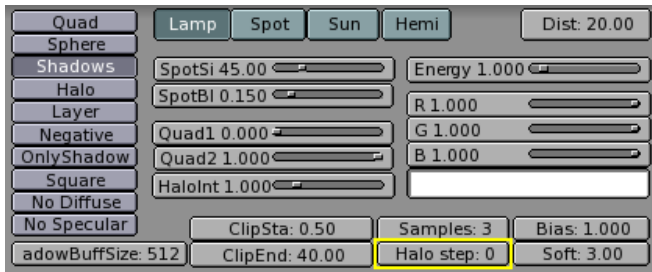 Quad
Lamp
Spot
Sun
Hemi
Dist: 20.00
Sphere
Shadows
SpotSi 45.00
Energy 1.000
Halo
SpotBl 0.150
R 1.000
Layer
Negative
Quad1 0.000
G 1.000
OnlyShadow
Quad2 1.000
B 1.000
Square
HaloInt 1.000
No Diffuse
No Specular
ClipSta: 0.50
Samples: 3
Bias: 1.000
adowBuffSize: 512
ClipEnd: 40.00
Halo step: 0
Soft: 3.00